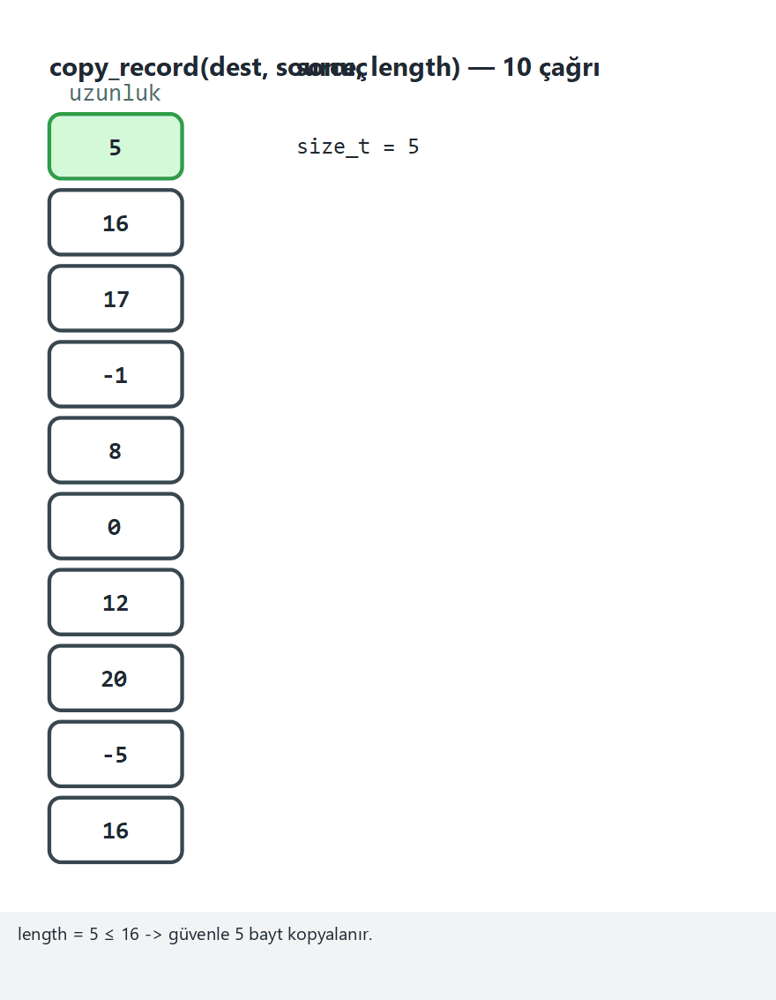 copy_record(dest, source, length) — 10 çağrı
sonuç
uzunluk
5
size_t = 5
16
17
-1
8
0
12
20
-5
16
length = 5 ≤ 16 -> güvenle 5 bayt kopyalanır.